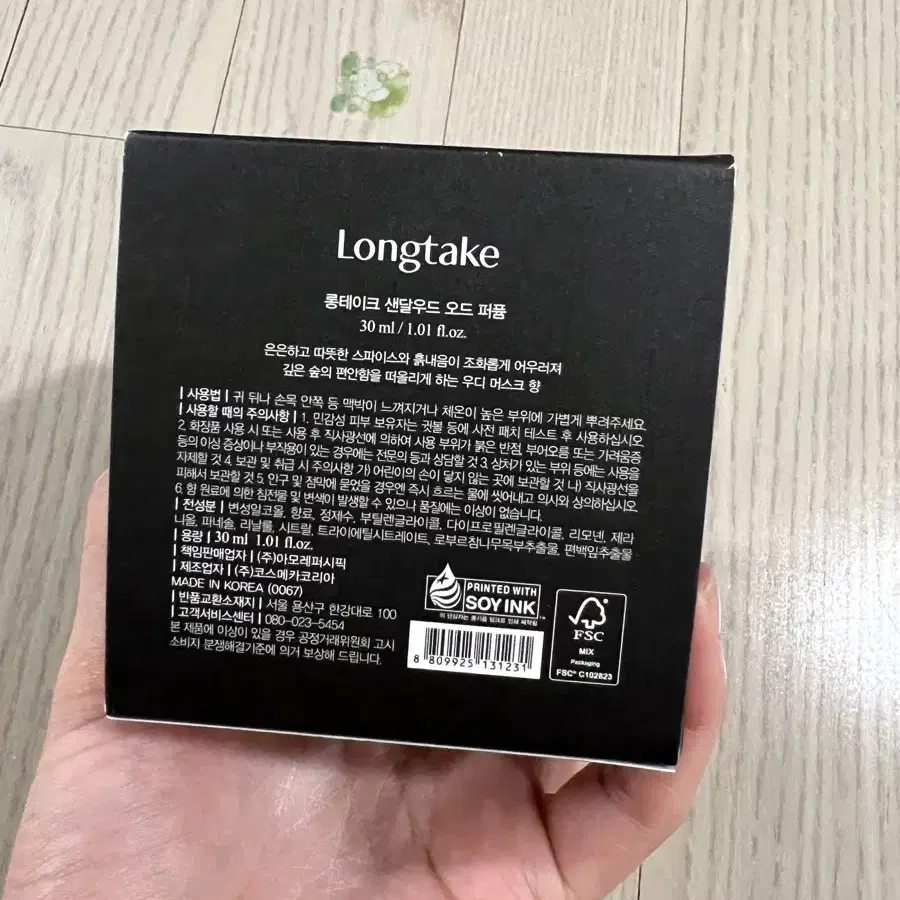 Longtake
롱테이크 샌달우드 오드 퍼퓸
30 ml / 1.01 fl.oz.
은은하고 따뜻한 스파이스와 흙내음이 조화롭게 어우러져
깊은 숲의 편안함을 떠올리게 하는 우디 머스크 향
| 사용법 | 귀 뒤나 손목 안쪽 등 맥박이 느껴지거나 체온이 높은 부위에 가볍게 뿌려주세요.
| 사용할 때의 주의사항 | 1. 민감성 피부 보유자는 귓볼 등에 사전 패치 테스트 후 사용하십시오
2. 화장품 사용 시 또는 사용 후 직사광선에 의하여 사용 부위가 붉은 반점, 부어오름 또는 가려움증
등의 이상 증상이나 부작용이 있는 경우에는 전문의 등과 상담할 것 3. 상처가 있는 부위 등에는 사용을
자제할 것 4. 보관 및 취급 시 주의사항 가) 어린이의 손이 닿지 않는 곳에 보관할 것 나) 직사광선을
피해서 보관할 것 5. 안구 및 점막에 묻었을 경우엔 즉시 흐르는 물에 씻어내고 의사와 상의하십시오
6. 향 원료에 의한 침전물 및 변색이 발생할 수 있으나 품질에는 이상이 없습니다.
| 전성분 | 변성알코올, 향료, 정제수, 부틸렌글라이콜, 다이프로필렌글라이콜, 리모넨, 제라
니올, 파네솔, 리날룰, 시트랄, 트라이에틸시트레이트, 로부르참나무목부추출물, 편백잎추출물
| 용량 | 30 ml 1.01 fl.oz.
| 책임판매업자 | (주)아모레퍼시픽
| 제조업자 | (주)코스메카코리아
MADE IN KOREA (0067)
| 반품교환소재지 | 서울 용산구 한강대로 100
| 고객서비스센터 | 080-023-5454
본 제품에 이상이 있을 경우 공정거래위원회 고시
소비자 분쟁해결기준에 의거 보상해 드립니다.
PRINTED WITH
SOY INK
이 단상자는 콩기름 잉크로 인쇄 제작됨
8 809925 131231
FSC
MIX
Packaging
FSC® C102823